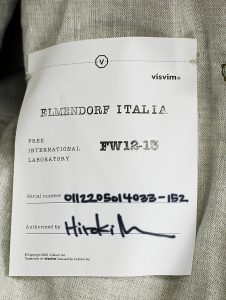 V
visvim®
ELMENDORF ITALIA
FREE
INTERNATIONAL
LABORATORY
FW12-13
Serial number 0112205014033-152
Authorized by Hiroki